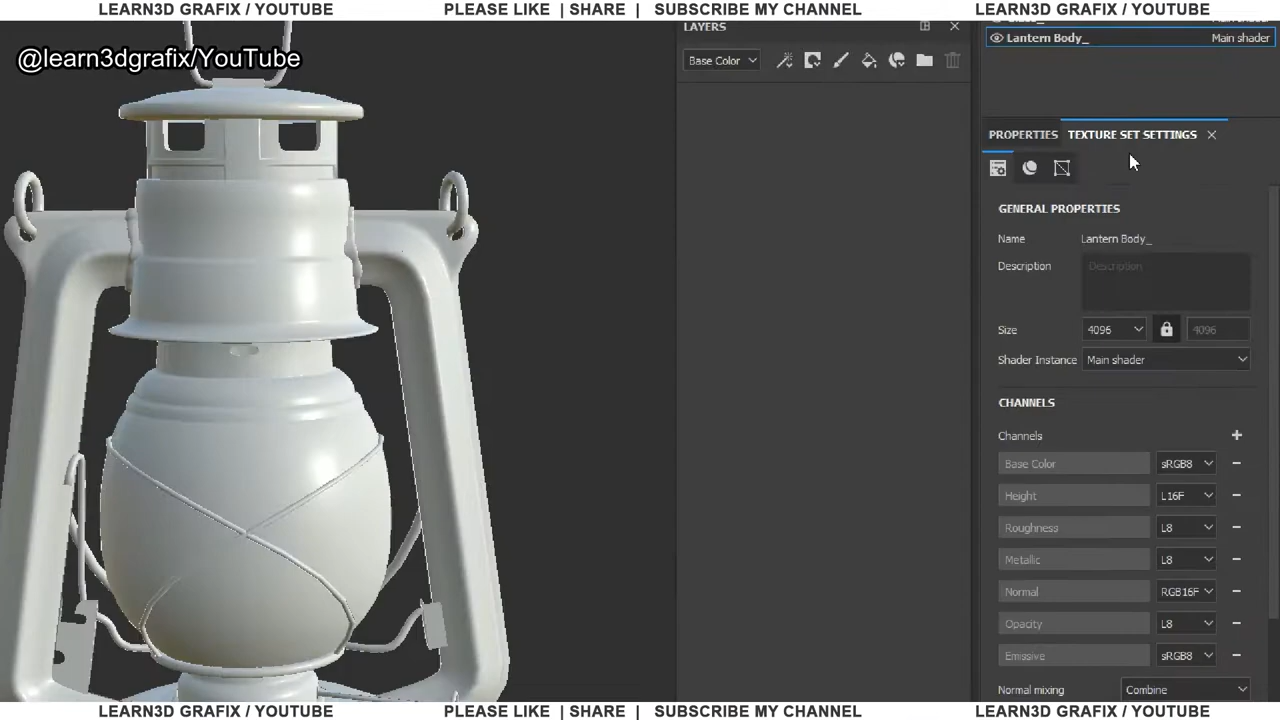 LEARN3D GRAFIX / YOUTUBE PLEASE LIKE | SHARE | SUBSCRIBE MY CHANNEL LEARN3D GRAFIX / YOUTUBE
@learn3dgrafix/YouTube
LAYERS
Base Color
Main shader
Lantern Body_ Main shader
PROPERTIES TEXTURE SET SETTINGS
GENERAL PROPERTIES
Name Lantern Body_
Description Description
Size 4096 4096
Shader Instance Main shader
CHANNELS
Channels
Base Color sRGB8
Height L16F
Roughness L8
Metallic L8
Normal RGB16F
Opacity L8
Emissive sRGB8
Normal mixing Combine
LEARN3D GRAFIX / YOUTUBE PLEASE LIKE | SHARE | SUBSCRIBE MY CHANNEL LEARN3D GRAFIX / YOUTUBE